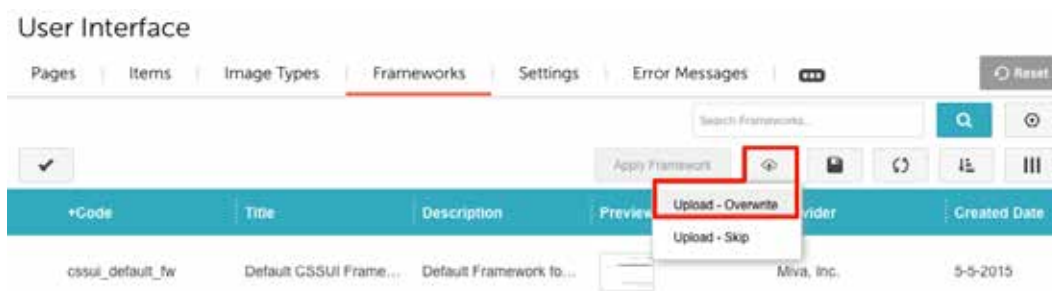 User Interface
Pages Items Image Types Frameworks Settings Error Messages Reset
Search Frameworks...
Apply Framework
Upload - Overwrite
+Code Title Description Preview vider Created Date
Upload - Skip
cssui_default_fw Default CSSUI Frame... Default Framework fo... Miva, Inc. 5-5-2015